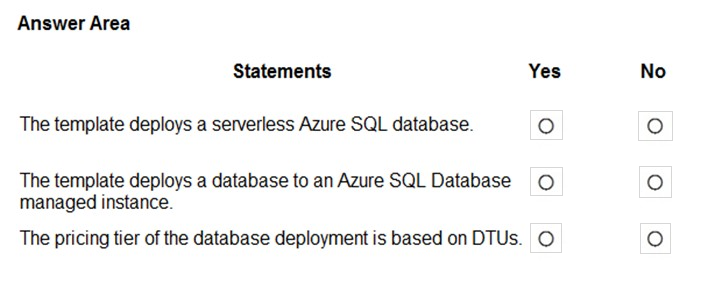 Answer Area
Statements Yes No
The template deploys a serverless Azure SQL database.
The template deploys a database to an Azure SQL Database
managed instance.
The pricing tier of the database deployment is based on DTUs.